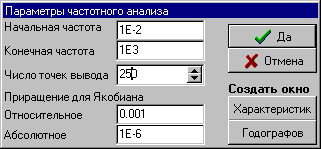 Параметры частотного анализа
Начальная частота 1E-2
Да
Конечная частота 1E3
Отмена
Число точек вывода 250
Создать окно
Приращение для Якобиана
Относительное 0.001
Характеристик
Абсолютное 1E-6
Годографов